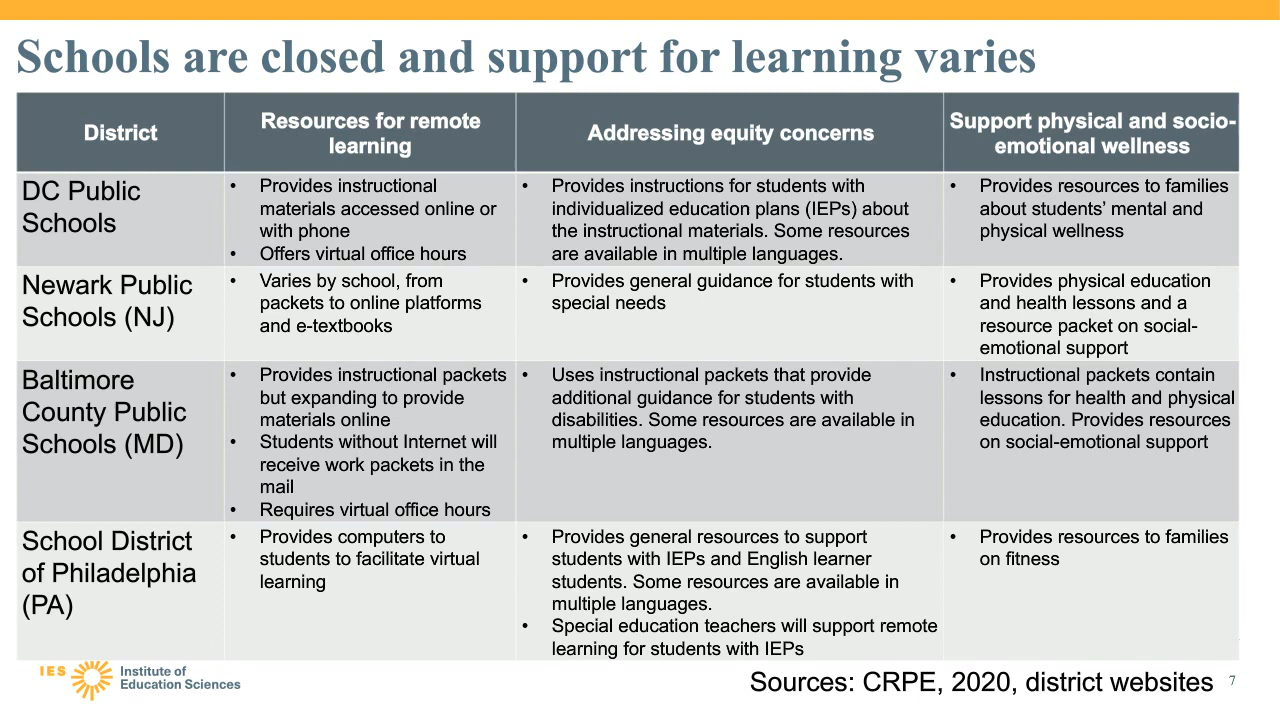 Schools are closed and support for learning varies
District
Resources for remote
learning
Addressing equity concerns
Support physical and socio-
emotional wellness
DC Public
Schools
• Provides instructional
materials accessed online or
with phone
• Offers virtual office hours
• Provides instructions for students with
individualized education plans (IEPs) about
the instructional materials. Some resources
are available in multiple languages.
• Provides resources to families
about students’ mental and
physical wellness
Newark Public
Schools (NJ)
• Varies by school, from
packets to online platforms
and e-textbooks
• Provides general guidance for students with
special needs
• Provides physical education
and health lessons and a
resource packet on social-
emotional support
Baltimore
County Public
Schools (MD)
• Provides instructional packets
but expanding to provide
materials online
• Students without Internet will
receive work packets in the
mail
• Requires virtual office hours
• Uses instructional packets that provide
additional guidance for students with
disabilities. Some resources are available in
multiple languages.
• Instructional packets contain
lessons for health and physical
education. Provides resources
on social-emotional support
School District
of Philadelphia
(PA)
• Provides computers to
students to facilitate virtual
learning
• Provides general resources to support
students with IEPs and English learner
students. Some resources are available in
multiple languages.
• Special education teachers will support remote
learning for students with IEPs
• Provides resources to families
on fitness
IES
Institute of
Education Sciences
Sources: CRPE, 2020, district websites
7